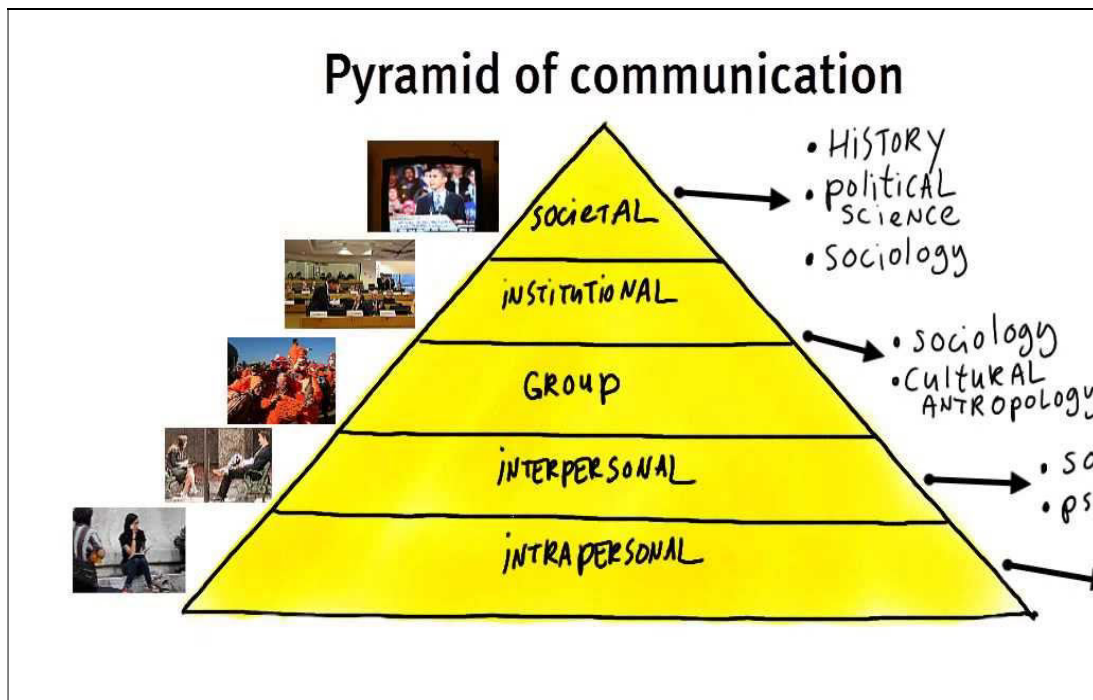 Pyramid of communication
SOCIETAL
INSTITUTIONAL
GROUP
INTERPERSONAL
INTRAPERSONAL
• HISTORY
• POLITICAL
SCIENCE
• SOCIOLOGY
• SOCIOLOGY
• CULTURAL
ANTROPOLOGY